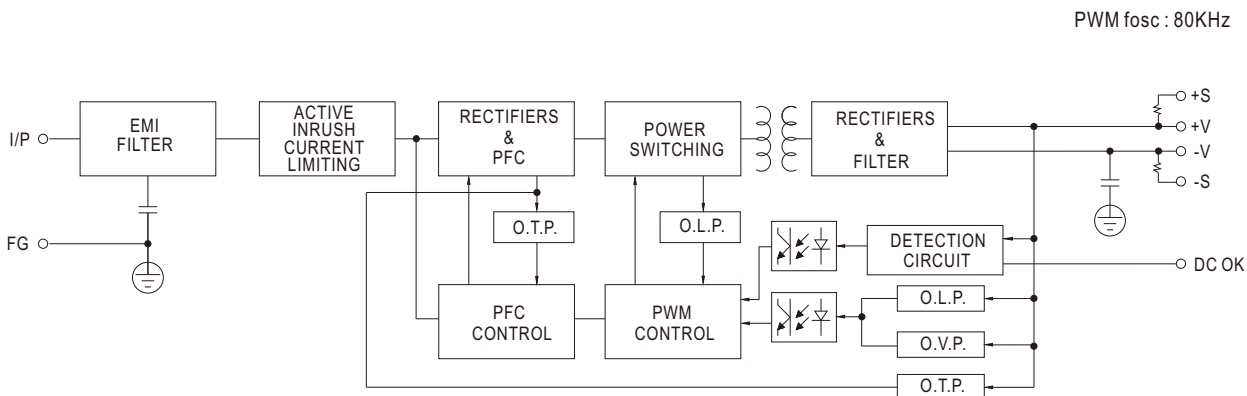 PWM fosc : 80KHz
I/P
EMI
FILTER
ACTIVE
INRUSH
CURRENT
LIMITING
RECTIFIERS
&
PFC
POWER
SWITCHING
RECTIFIERS
&
FILTER
+S
+V
-V
-S
FG
O.T.P.
O.L.P.
DETECTION
CIRCUIT
DC OK
PFC
CONTROL
PWM
CONTROL
O.L.P.
O.V.P.
O.T.P.